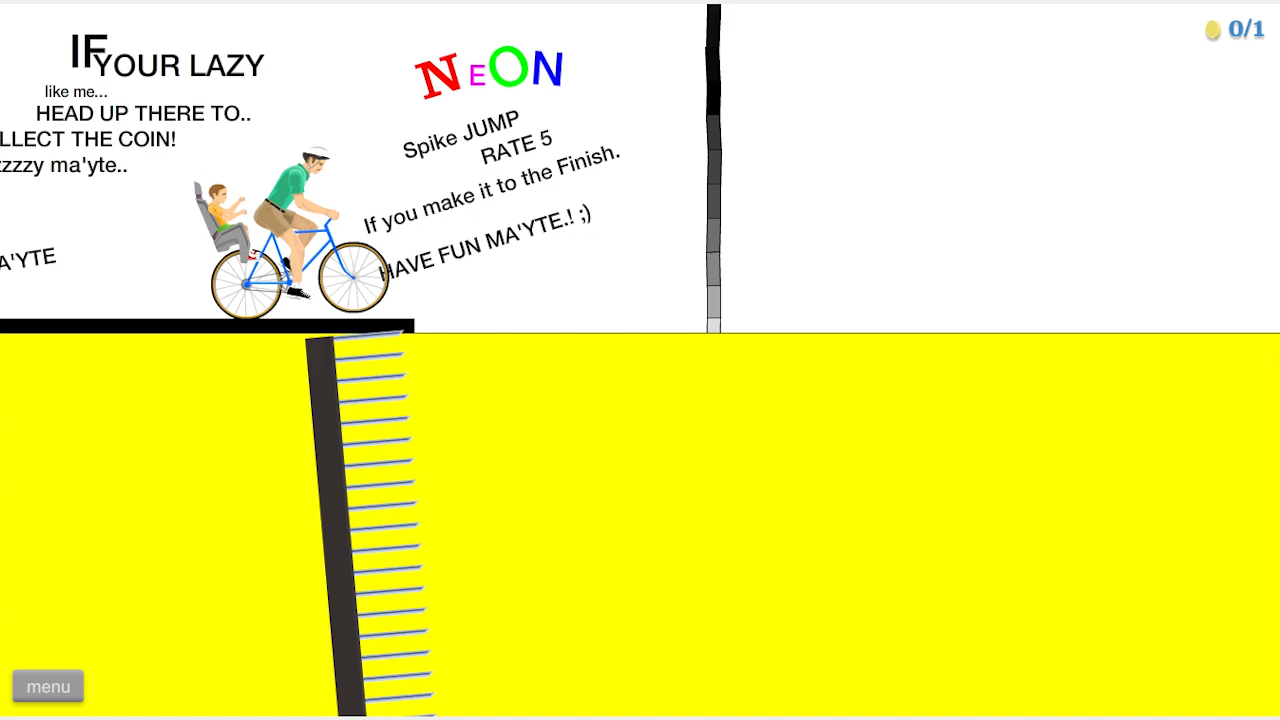 IF
YOUR LAZY
like me...
HEAD UP THERE TO..
LLECT THE COIN!
zzzzy ma'yte..
A'YTE
NEON
Spike JUMP
RATE 5
If you make it to the Finish.
HAVE FUN MA'YTE.! ;)
0/1
menu